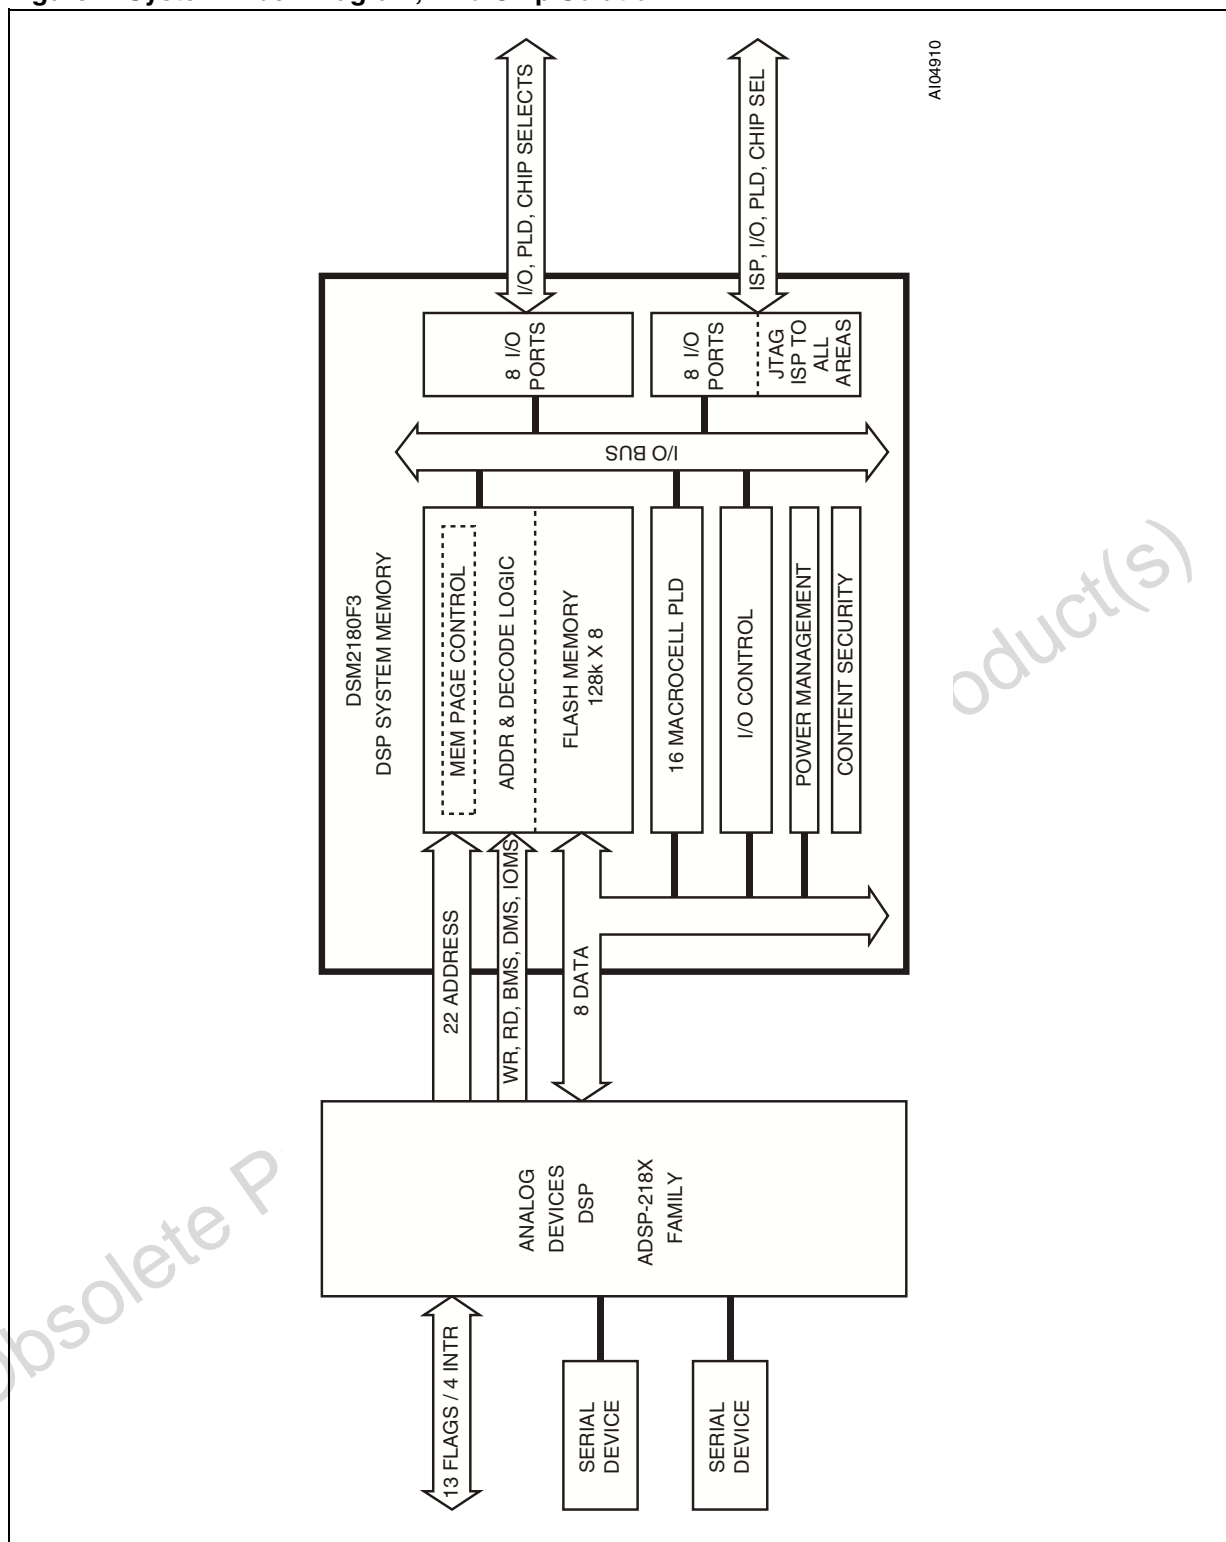 AI04910
I/O, PLD, CHIP SELECTS
ISP, I/O, PLD, CHIP SEL
8 I/O
PORTS
8 I/O
PORTS
JTAG
ISP TO
ALL
AREAS
I/O BUS
DSM2180F3
DSP SYSTEM MEMORY
MEM PAGE CONTROL
ADDR & DECODE LOGIC
FLASH MEMORY
128k X 8
16 MACROCELL PLD
I/O CONTROL
POWER MANAGEMENT
CONTENT SECURITY
22 ADDRESS
WR, RD, BMS, DMS, IOMS
8 DATA
ANALOG
DEVICES
DSP
ADSP-218X
FAMILY
13 FLAGS / 4 INTR
SERIAL
DEVICE
SERIAL
DEVICE
bsolete P
oduct(s)